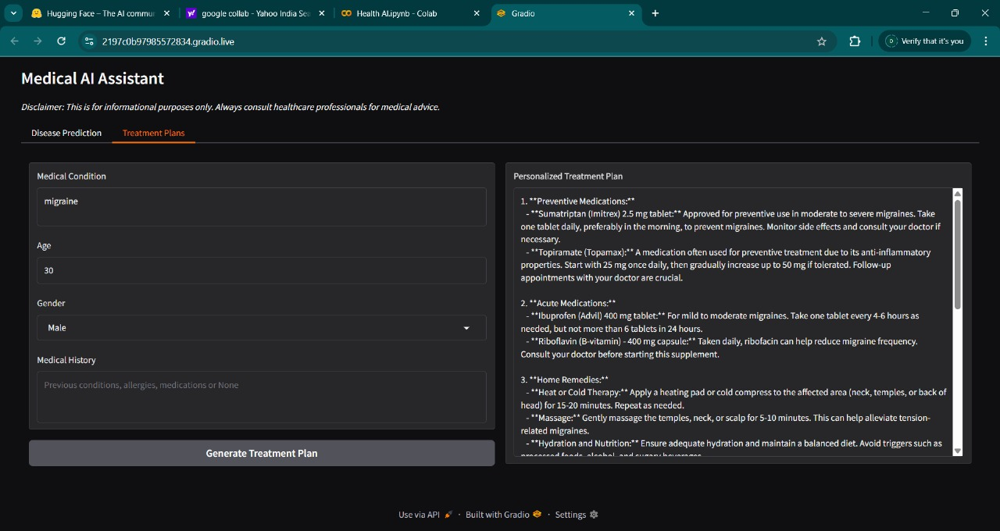 Hugging Face – The AI commur
google collab - Yahoo India Sea
Health AI.ipynb - Colab
Gradio
2197c0b97985572834.gradio.live
Verify that it's you
Medical AI Assistant
Disclaimer: This is for informational purposes only. Always consult healthcare professionals for medical advice.
Disease Prediction
Treatment Plans
Medical Condition
migraine
Age
30
Gender
Male
Medical History
Previous conditions, allergies, medications or None
Generate Treatment Plan
Personalized Treatment Plan
1. **Preventive Medications:**
- **Sumatriptan (Imitrex) 2.5 mg tablet:** Approved for preventive use in moderate to severe migraines. Take
one tablet daily, preferably in the morning, to prevent migraines. Monitor side effects and consult your doctor if
necessary.
- **Topiramate (Topamax):** A medication often used for preventive treatment due to its anti-inflammatory
properties. Start with 25 mg once daily, then gradually increase up to 50 mg if tolerated. Follow-up
appointments with your doctor are crucial.
2. **Acute Medications:**
- **Ibuprofen (Advil) 400 mg tablet:** For mild to moderate migraines. Take one tablet every 4-6 hours as
needed, but not more than 6 tablets in 24 hours.
- **Riboflavin (B-vitamin) - 400 mg capsule:** Taken daily, ribofacin can help reduce migraine frequency.
Consult your doctor before starting this supplement.
3. **Home Remedies:**
- **Heat or Cold Therapy:** Apply a heating pad or cold compress to the affected area (neck, temples, or back of
head) for 15-20 minutes. Repeat as needed.
- **Massage:** Gently massage the temples, neck, or scalp for 5-10 minutes. This can help alleviate tension-
related migraines.
- **Hydration and Nutrition:** Ensure adequate hydration and maintain a balanced diet. Avoid triggers such as
processed foods, alcohol, and sugary beverages.
Use via API · Built with Gradio · Settings